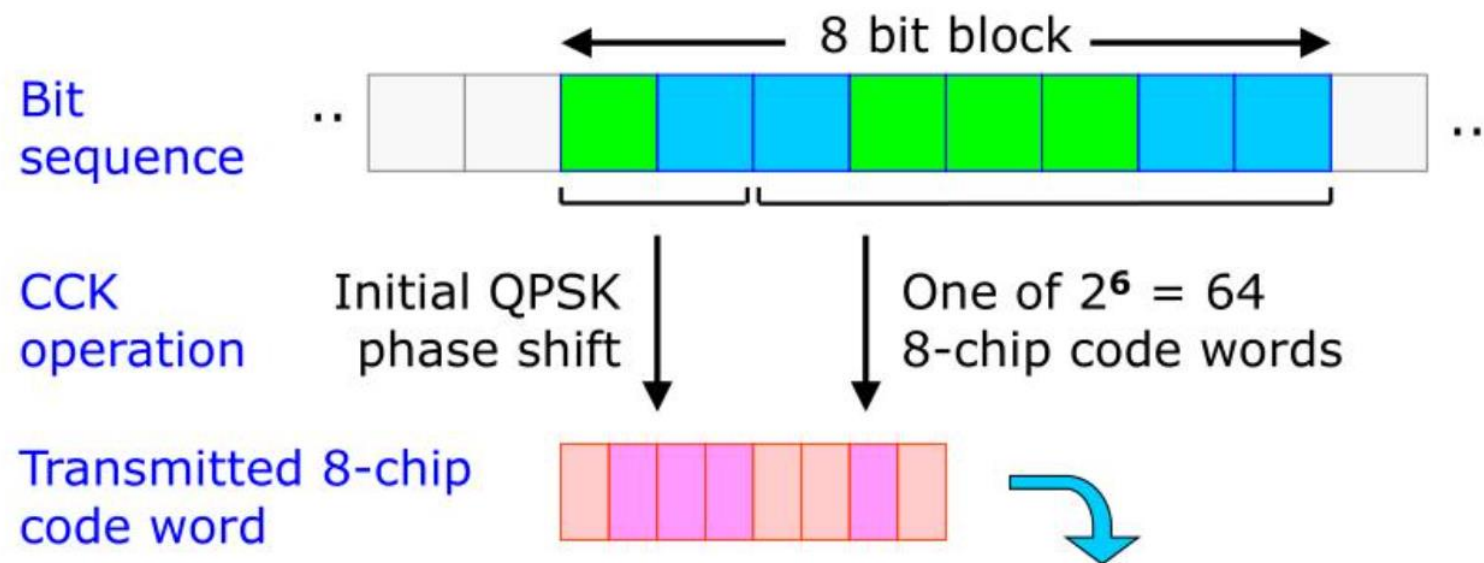 8 bit block
Bit
sequence
..
..
CCK
operation
Initial QPSK
phase shift
One of 2⁶ = 64
8-chip code words
Transmitted 8-chip
code word